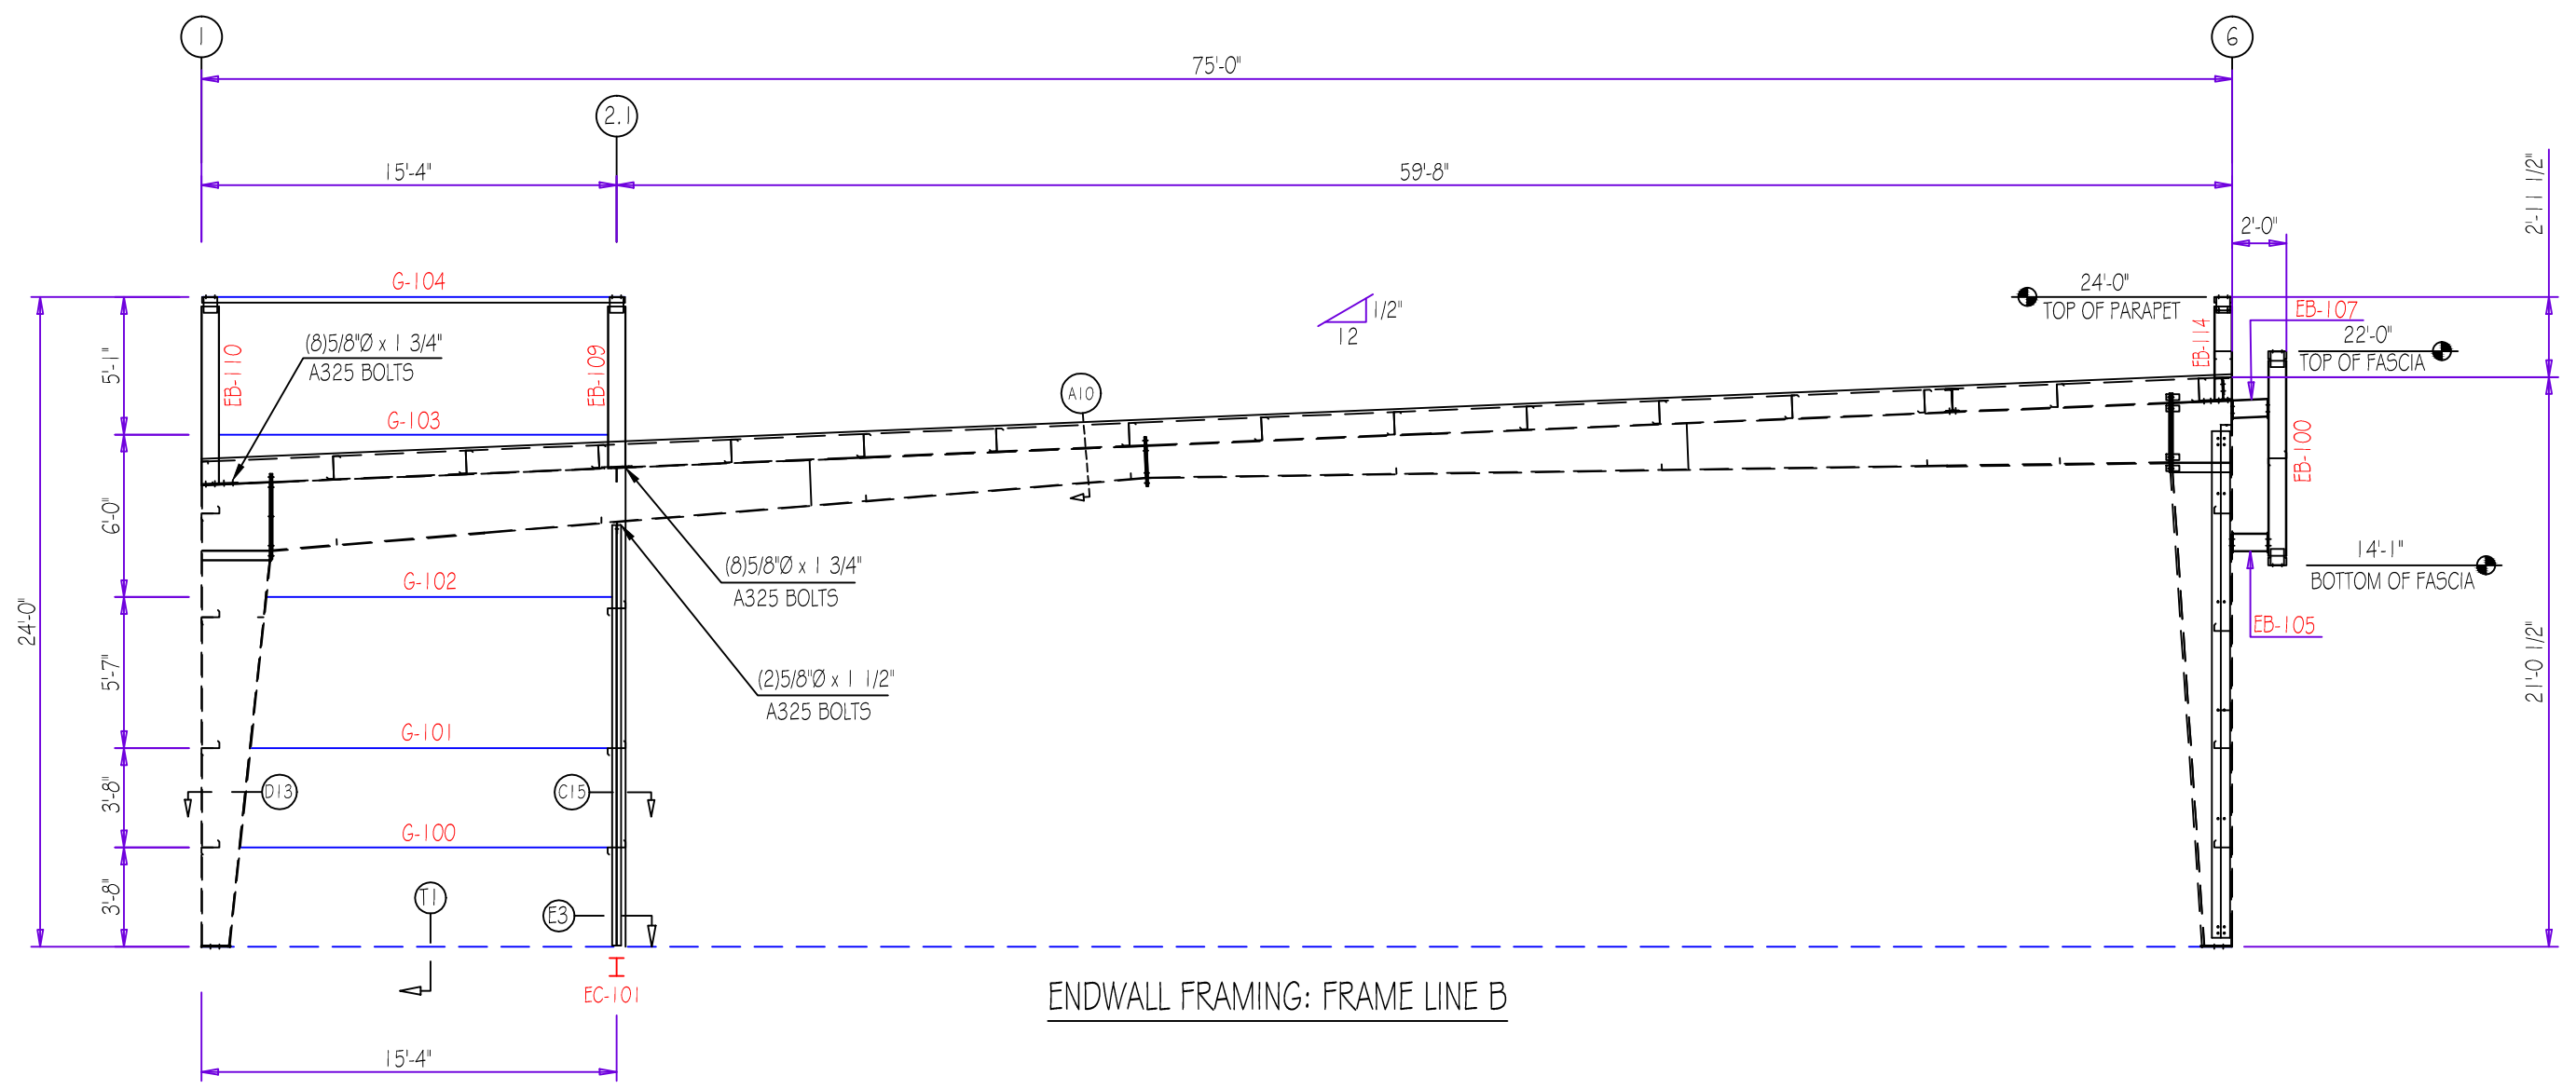 1
6
75'-0"
2.1
15'-4"
59'-8"
2'-11 1/2"
2'-0"
G-104
24'-0"
TOP OF PARAPET
EB-107
1/2"
12
EB-114
22'-0"
TOP OF FASCIA
(8)5/8"Ø x 1 3/4"
A325 BOLTS
5'-1"
EB-110
EB-109
A10
G-103
EB-100
6'-0"
14'-1"
BOTTOM OF FASCIA
(8)5/8"Ø x 1 3/4"
A325 BOLTS
G-102
24'-0"
EB-105
5'-7"
21'-0 1/2"
(2)5/8"Ø x 1 1/2"
A325 BOLTS
G-101
3'-8"
D13
C15
G-100
3'-8"
T1
E3
EC-101
ENDWALL FRAMING: FRAME LINE B
15'-4"